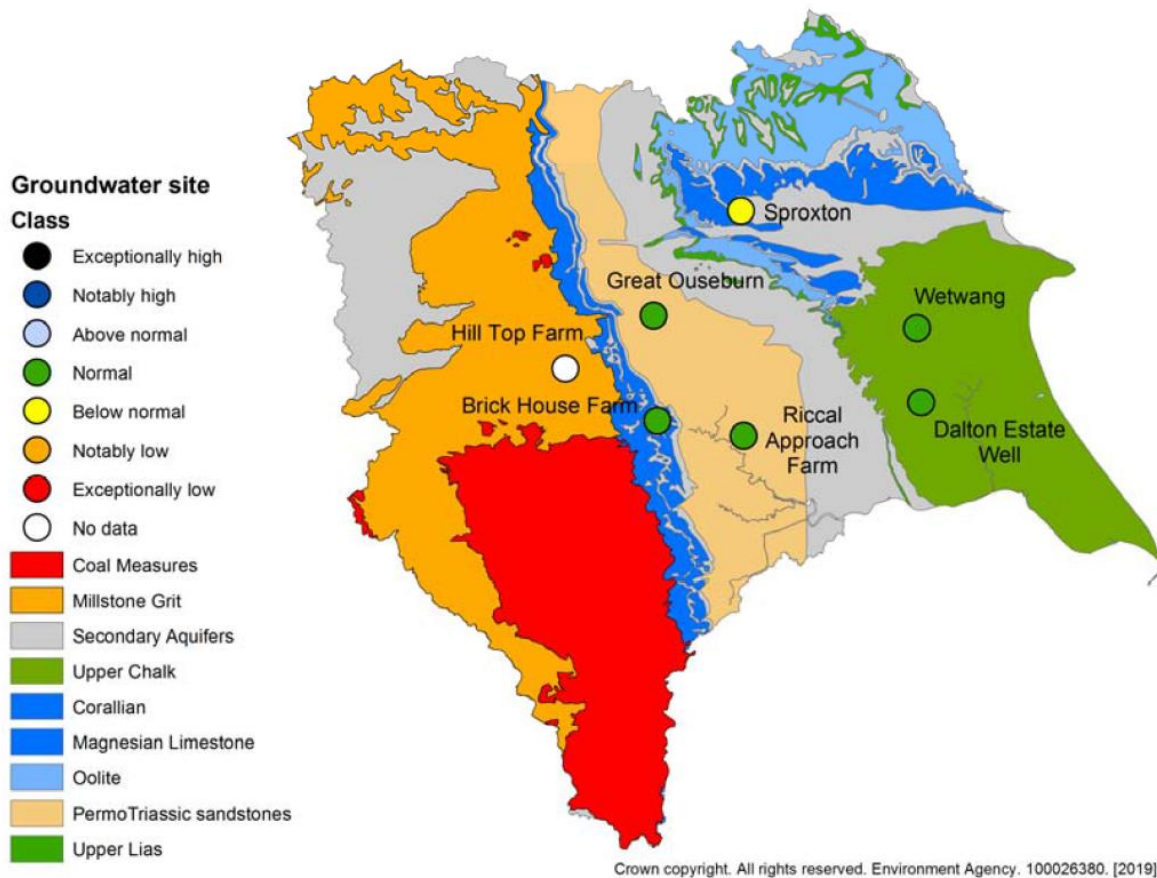 Groundwater site
Class
Exceptionally high
Notably high
Above normal
Normal
Below normal
Notably low
Exceptionally low
No data
Coal Measures
Millstone Grit
Secondary Aquifers
Upper Chalk
Corallian
Magnesian Limestone
Oolite
PermoTriassic sandstones
Upper Lias
Sproxton
Great Ouseburn
Wetwang
Hill Top Farm
Brick House Farm
Riccal
Approach
Farm
Dalton Estate
Well
Crown copyright. All rights reserved. Environment Agency. 100026380. [2019]